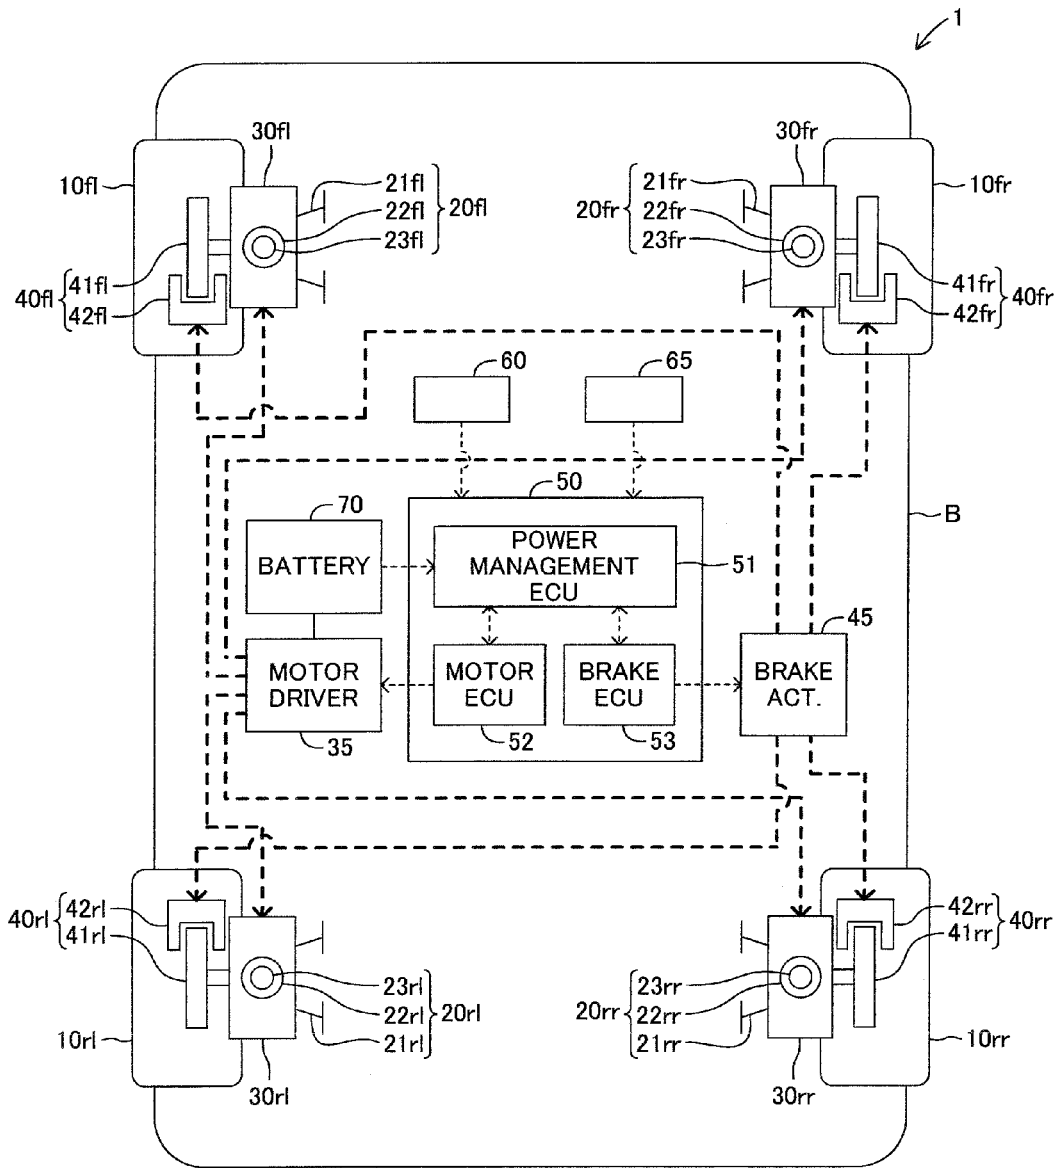 1
30fl
30fr
10fl
21fl
22fl
23fl
20fl
20fr
21fr
22fr
23fr
10fr
40fl
41fl
42fl
41fr
42fr
40fr
60
65
50
70
B
BATTERY
POWER
MANAGEMENT
ECU
51
45
MOTOR
DRIVER
MOTOR
ECU
BRAKE
ECU
BRAKE
ACT.
35
52
53
40rl
42rl
41rl
42rr
41rr
40rr
23rl
22rl
21rl
20rl
20rr
23rr
22rr
21rr
10rl
10rr
30rl
30rr